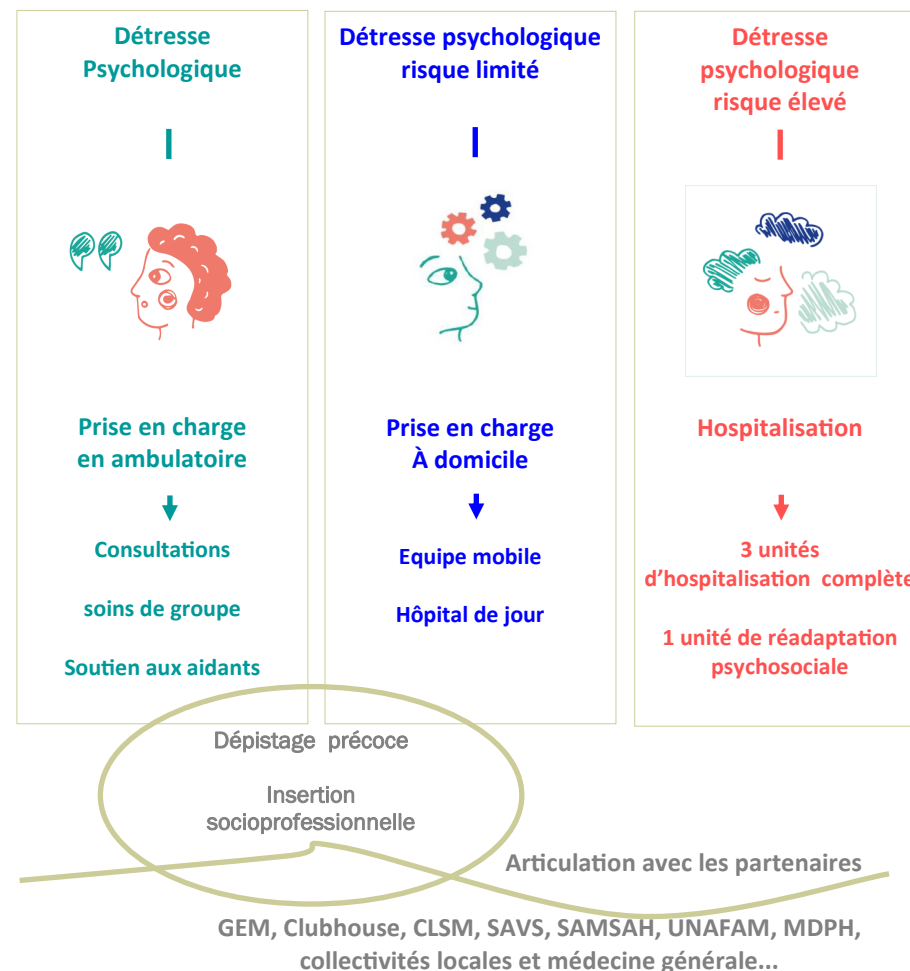 Détresse
Psychologique
Prise en charge
en ambulatoire
Consultations
soins de groupe
Soutien aux aidants
Détresse psychologique
risque limité
Prise en charge
À domicile
Equipe mobile
Hôpital de jour
Détresse
psychologique
risque élevé
Hospitalisation
3 unités
d'hospitalisation complète
1 unité de réadaptation
psychosociale
Dépistage précoce
Insertion
socioprofessionnelle
Articulation avec les partenaires
GEM, Clubhouse, CLSM, SAVS, SAMSAH, UNAFAM, MDPH,
collectivités locales et médecine générale...